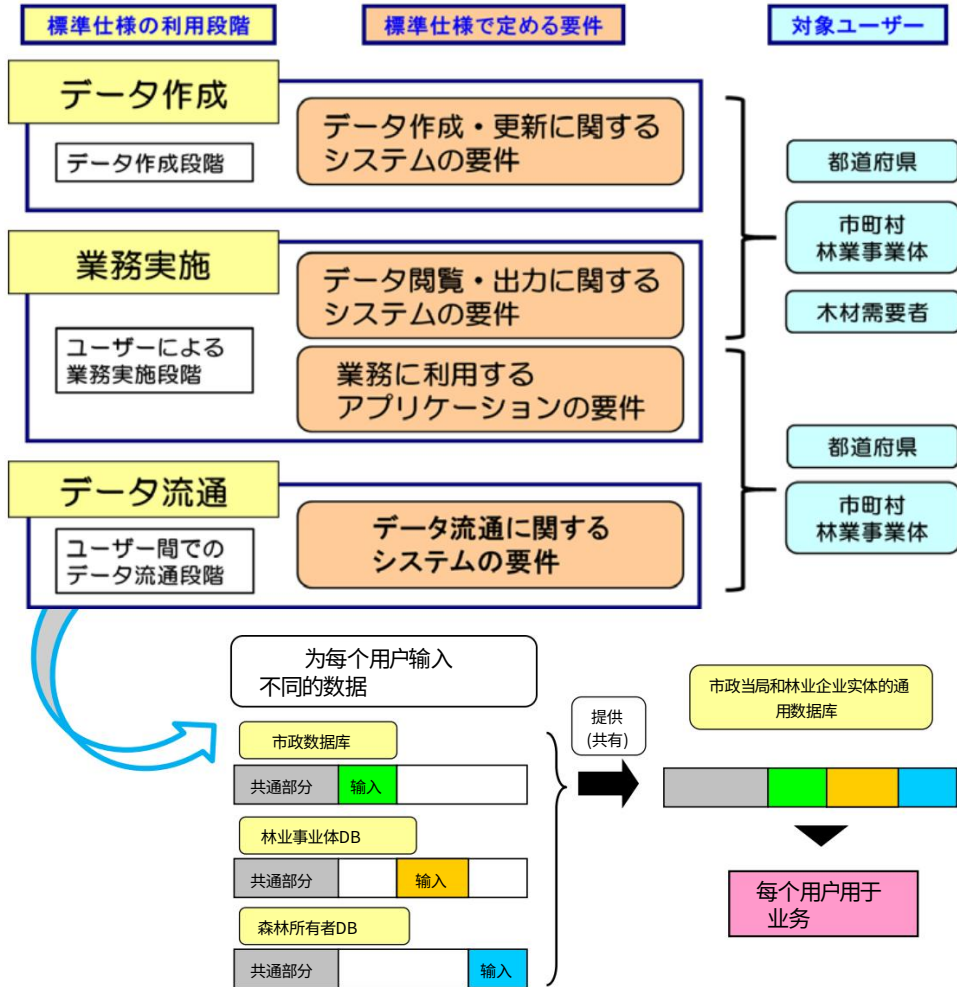 標準仕様の利用段階
標準仕様で定める要件
対象ユーザー
データ作成
データ作成段階
データ作成・更新に関する
システムの要件
業務実施
ユーザーによる
業務実施段階
データ閲覧・出力に関する
システムの要件
業務に利用する
アプリケーションの要件
データ流通
ユーザー間での
データ流通段階
データ流通に関する
システムの要件
都道府県
市町村
林業事業体
木材需要者
都道府県
市町村
林業事業体
为每个用户输入
不同的数据
市政数据库
共通部分
输入
林业事业体DB
共通部分
输入
森林所有者DB
共通部分
输入
提供
(共有)
市政当局和林业企业实体的通
用数据库
每个用户用于
业务